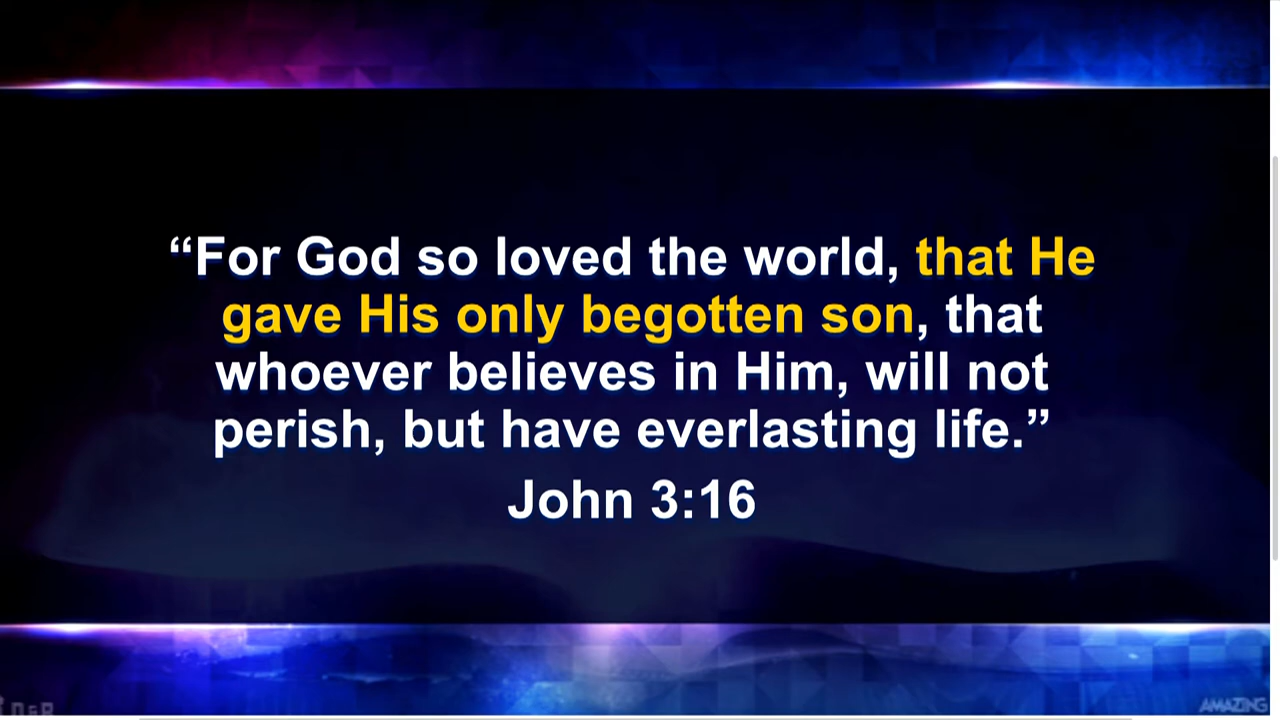 “For God so loved the world, that He
gave His only begotten son, that
whoever believes in Him, will not
perish, but have everlasting life.”
John 3:16
AMAZING